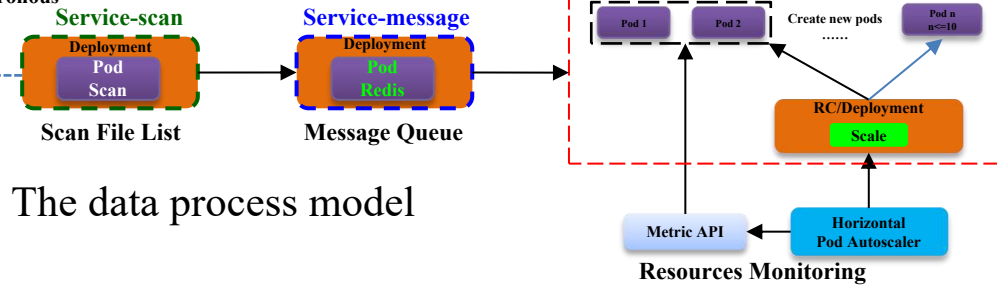 Service-scan
Deployment
Pod
Scan
Scan File List
Service-message
Deployment
Pod
Redis
Message Queue
Pod 1
Pod 2
Create new pods
......
Pod n
n<=10
RC/Deployment
Scale
Metric API
Horizontal
Pod Autoscaler
Resources Monitoring
The data process model